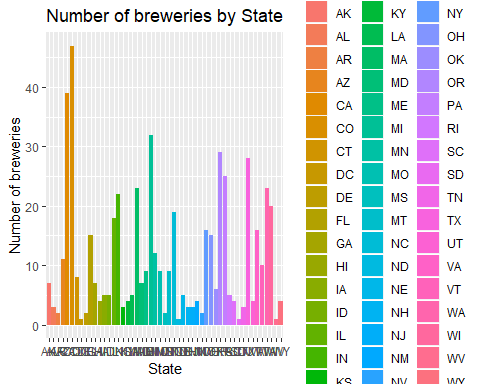 Number of breweries by State
Number of breweries
40
30
20
10
0
State
AK
AL
AR
AZ
CA
CO
CT
DC
DE
FL
GA
HI
IA
ID
IL
IN
KS
KY
LA
MA
MD
ME
MI
MN
MO
MS
MT
NC
ND
NE
NH
NJ
NM
NV
NY
OH
OK
OR
PA
RI
SC
SD
TN
TX
UT
VA
VT
WA
WI
WV
WY